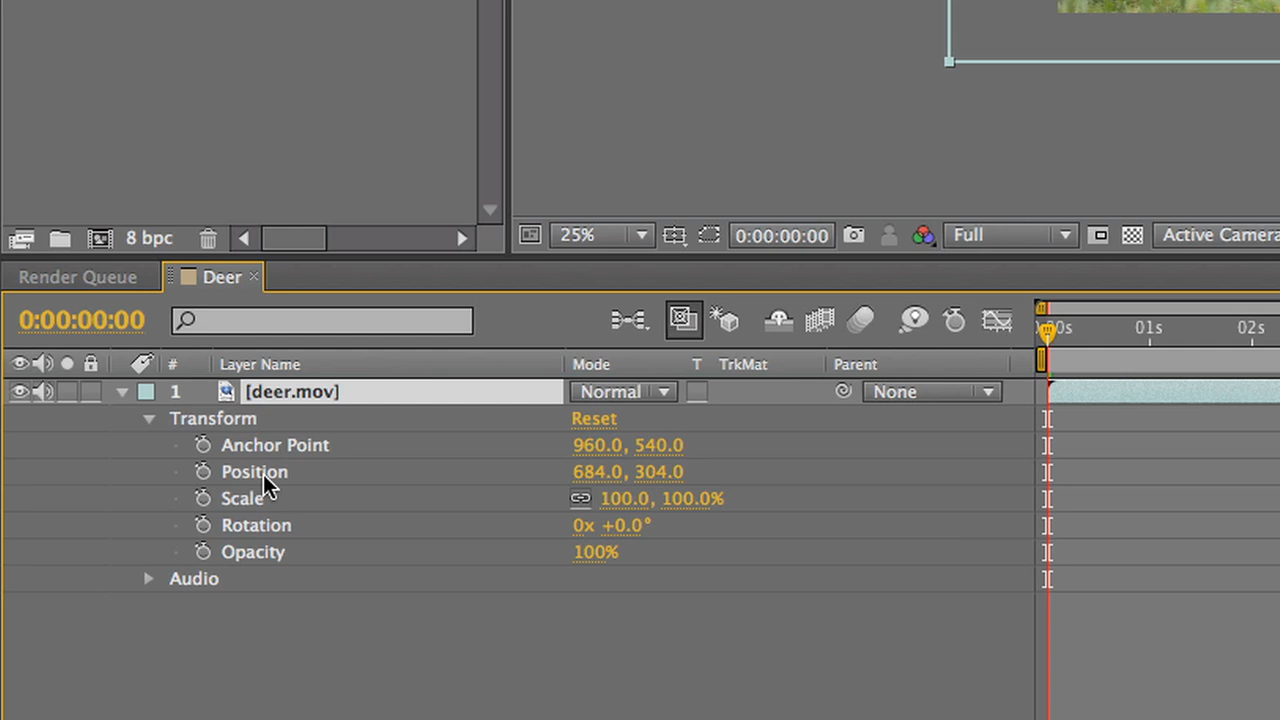 8 bpc
25%
0:00:00:00
Full
Active Camera
Render Queue
Deer
0:00:00:00
00s
01s
02s
#
Layer Name
Mode
T
TrkMat
Parent
1
[deer.mov]
Normal
None
Transform
Reset
Anchor Point
960.0, 540.0
Position
684.0, 304.0
Scale
100.0, 100.0%
Rotation
0x +0.0°
Opacity
100%
Audio